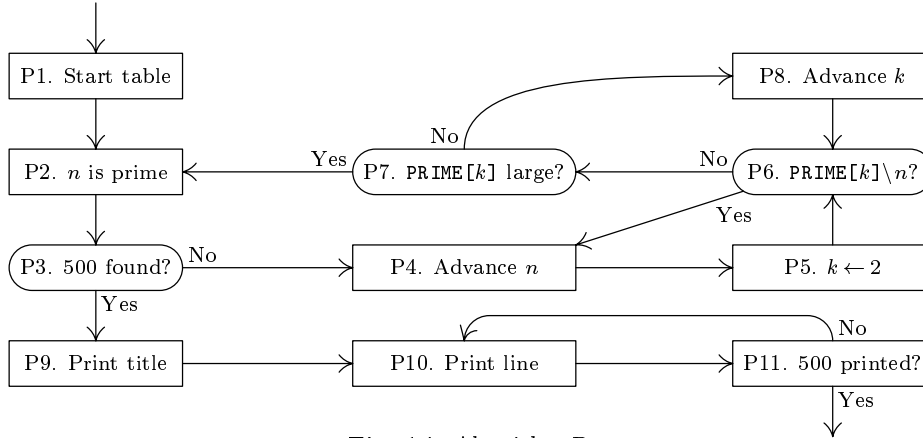 P1. Start table
P8. Advance k
No
P2. n is prime
Yes
P7. PRIME[k] large?
No
P6. PRIME[k]\n?
Yes
P3. 500 found?
No
P4. Advance n
P5. k ← 2
Yes
No
P9. Print title
P10. Print line
P11. 500 printed?
Yes